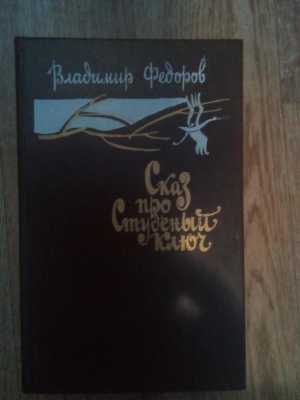 Владимир Федоров
Сказ
про
Студеный
ключ